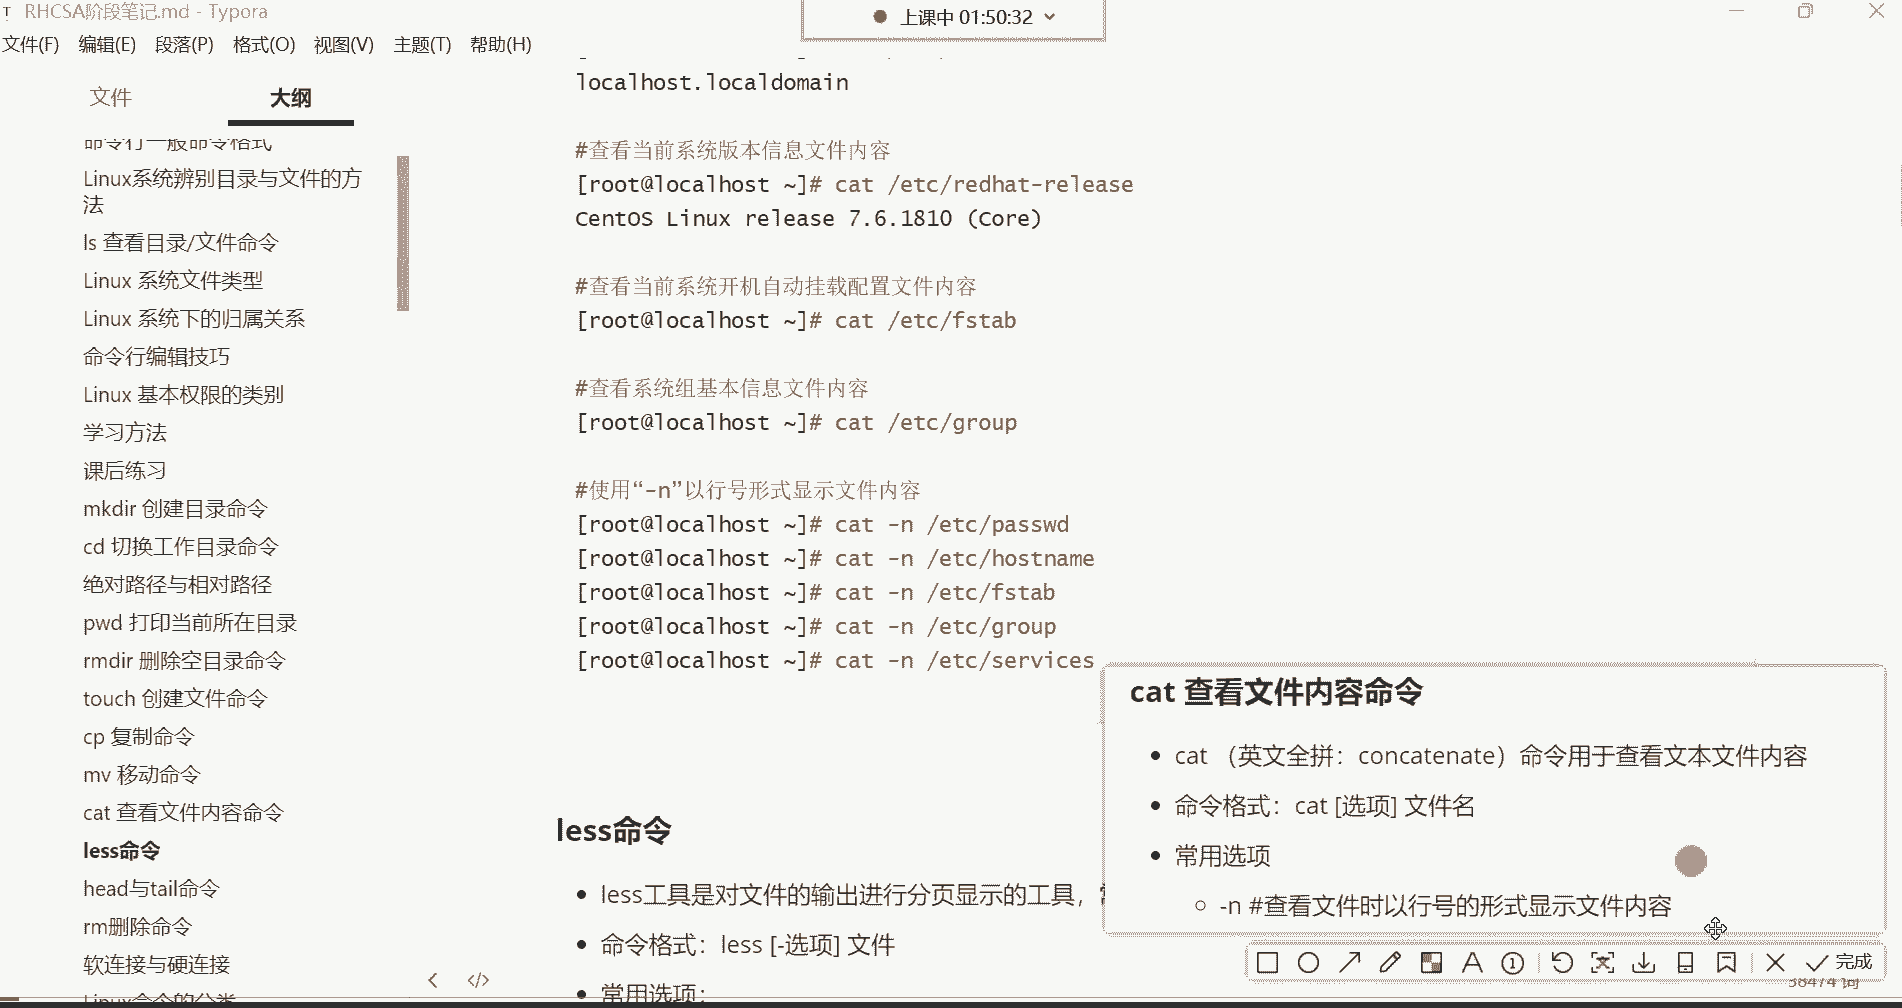 RHCSA阶段笔记.md - Typora
上课中 01:50:32
文件(F) 编辑(E) 段落(P) 格式(O) 视图(V) 主题(T) 帮助(H)
文件 大纲
命令行一般命令格式
Linux系统辨别目录与文件的方
法
ls 查看目录/文件命令
Linux 系统文件类型
Linux 系统下的归属关系
命令行编辑技巧
Linux 基本权限的类别
学习方法
课后练习
mkdir 创建目录命令
cd 切换工作目录命令
绝对路径与相对路径
pwd 打印当前所在目录
rmdir 删除空目录命令
touch 创建文件命令
cp 复制命令
mv 移动命令
cat 查看文件内容命令
less命令
head与tail命令
rm删除命令
软连接与硬连接
Linux命令的分类
localhost.localdomain
#查看当前系统版本信息文件内容
[root@localhost ~]# cat /etc/redhat-release
CentOS Linux release 7.6.1810 (Core)
#查看当前系统开机自动挂载配置文件内容
[root@localhost ~]# cat /etc/fstab
#查看系统组基本信息文件内容
[root@localhost ~]# cat /etc/group
#使用“-n”以行号形式显示文件内容
[root@localhost ~]# cat -n /etc/passwd
[root@localhost ~]# cat -n /etc/hostname
[root@localhost ~]# cat -n /etc/fstab
[root@localhost ~]# cat -n /etc/group
[root@localhost ~]# cat -n /etc/services
less命令
less工具是对文件的输出进行分页显示的工具，
命令格式：less [-选项] 文件
常用选项：
cat 查看文件内容命令
cat （英文全拼：concatenate）命令用于查看文本文件内容
命令格式：cat [选项] 文件名
常用选项
-n #查看文件时以行号的形式显示文件内容
完成